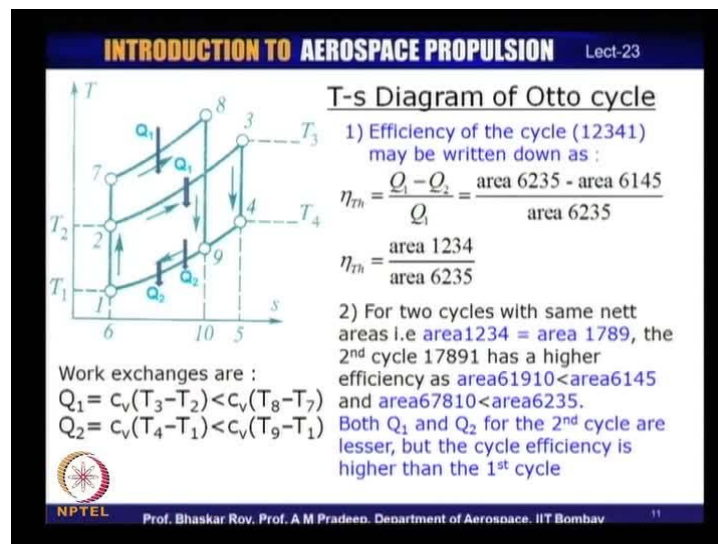 INTRODUCTION TO AEROSPACE PROPULSION Lect-23
T
8
3
T₃
Q₁
7
Q₁
4
T₄
T₂
2
9
Q₂
T₁
1
Q₂
s
6 10 5
Work exchanges are :
Q₁= cᵥ(T₃−T₂)<cᵥ(T₈−T₇)
Q₂= cᵥ(T₄−T₁)<cᵥ(T₉−T₁)
T-s Diagram of Otto cycle
1) Efficiency of the cycle (12341)
may be written down as :
η_Th = (Q₁ − Q₂)/Q₁ = (area 6235 - area 6145)/(area 6235)
η_Th = (area 1234)/(area 6235)
2) For two cycles with same nett
areas i.e area1234 = area 1789, the
2nd cycle 17891 has a higher
efficiency as area61910<area6145
and area67810<area6235.
Both Q₁ and Q₂ for the 2nd cycle are
lesser, but the cycle efficiency is
higher than the 1st cycle
NPTEL
Prof. Bhaskar Roy, Prof. A M Pradeep, Department of Aerospace, IIT Bombay
11